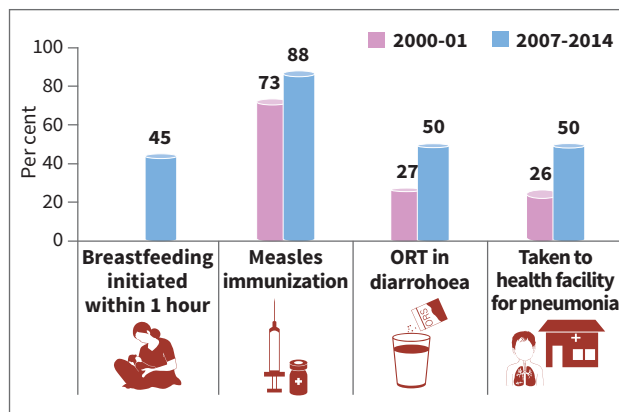 2000-01 2007-2014
Per cent
100
80
60
40
20
0
45
73 88
27 50
26 50
Breastfeeding
initiated
within 1 hour
Measles
immunization
ORT in
diarrohoea
Taken to
health facility
for pneumonia
ORS